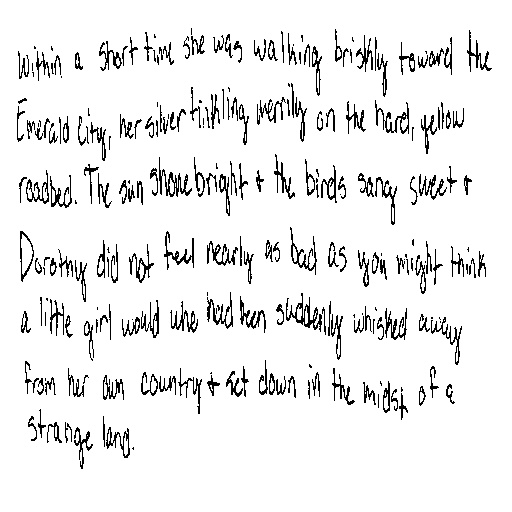 within a short time she was walking briskly toward the
Emerald City, her silver tinkling merrily on the hard, yellow
roadbed. The sun shone bright + the birds sang sweet +
Dorothy did not feel nearly as bad as you might think
a little girl would who had been suddenly whisked away
from her own country + set down in the midst of a
strange land.